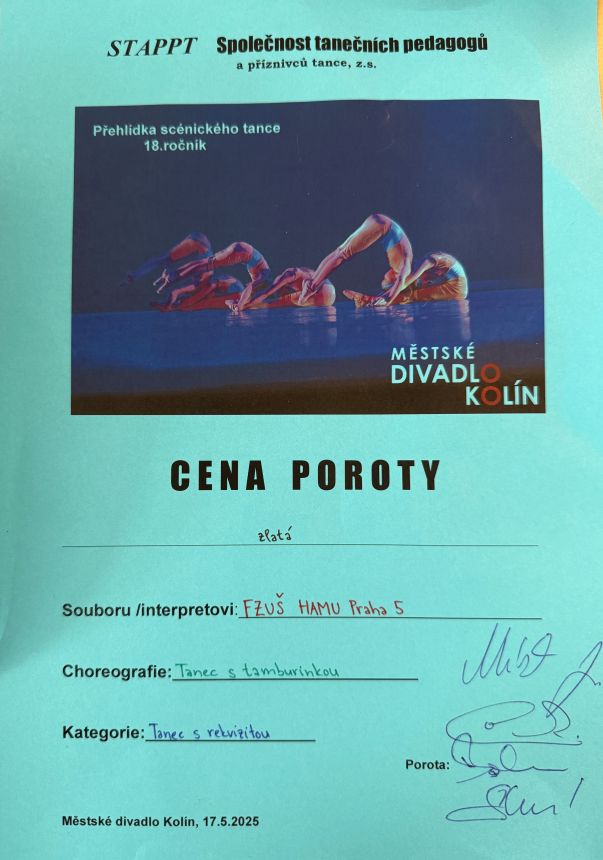 STAPPT Společnost tanečních pedagogů
a příznivců tance, z.s.
Přehlídka scénického tance
18.ročník
MĚSTSKÉ
DIVADLO
KOLÍN
CENA POROTY
zlatá
Souboru /interpretovi: FZUŠ HAMU Praha 5
Choreografie: Tanec s tamburínkou
Kategorie: Tanec s rekvizitou
Porota:
Městské divadlo Kolín, 17.5.2025